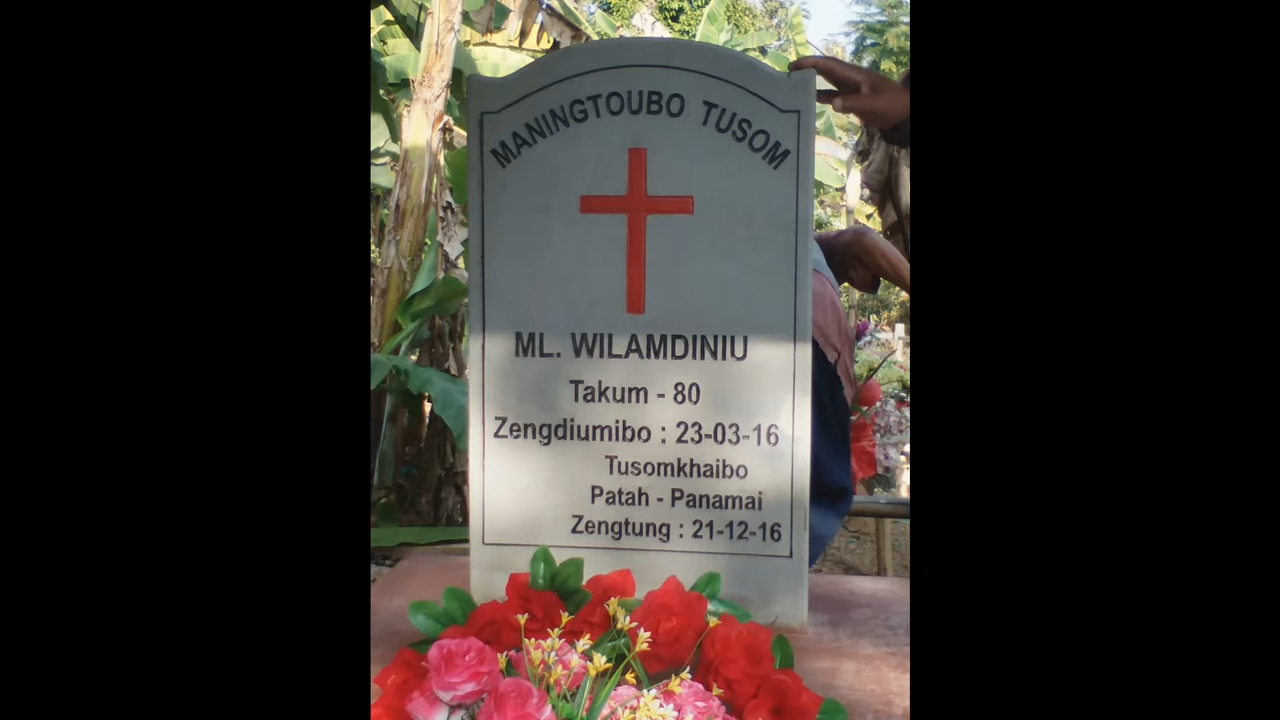 MANINGTOUBO TUSOM
ML. WILAMDINIU
Takum - 80
Zengdiumibo : 23-03-16
Tusomkhaibo
Patah - Panamai
Zengtung : 21-12-16